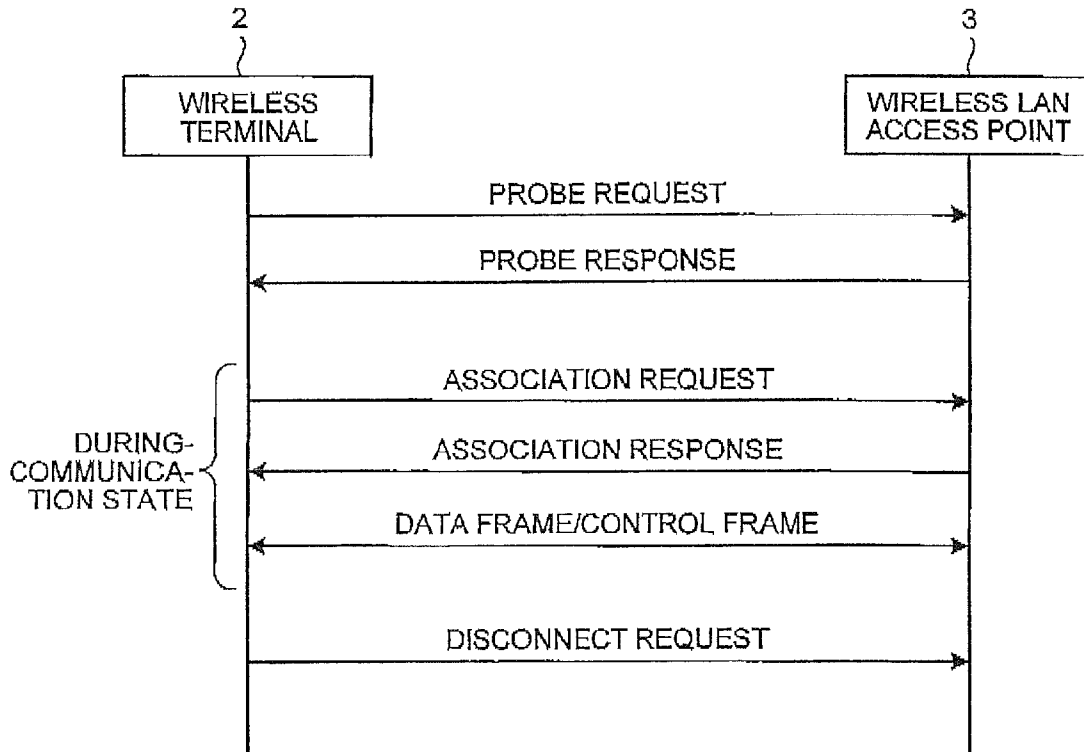 2
3
WIRELESS
TERMINAL
WIRELESS LAN
ACCESS POINT
PROBE REQUEST
PROBE RESPONSE
ASSOCIATION REQUEST
DURING-
COMMUNICA-
TION STATE
ASSOCIATION RESPONSE
DATA FRAME/CONTROL FRAME
DISCONNECT REQUEST